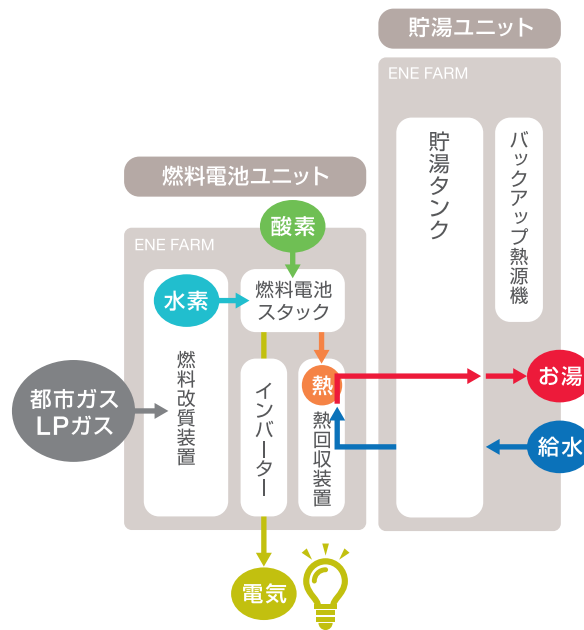 貯湯ユニット
ENE FARM
貯湯タンク
バックアップ熱源機
燃料電池ユニット
ENE FARM
酸素
水素
燃料電池
スタック
燃料改質装置
インバーター
熱
熱回収装置
都市ガス
LPガス
お湯
給水
電気